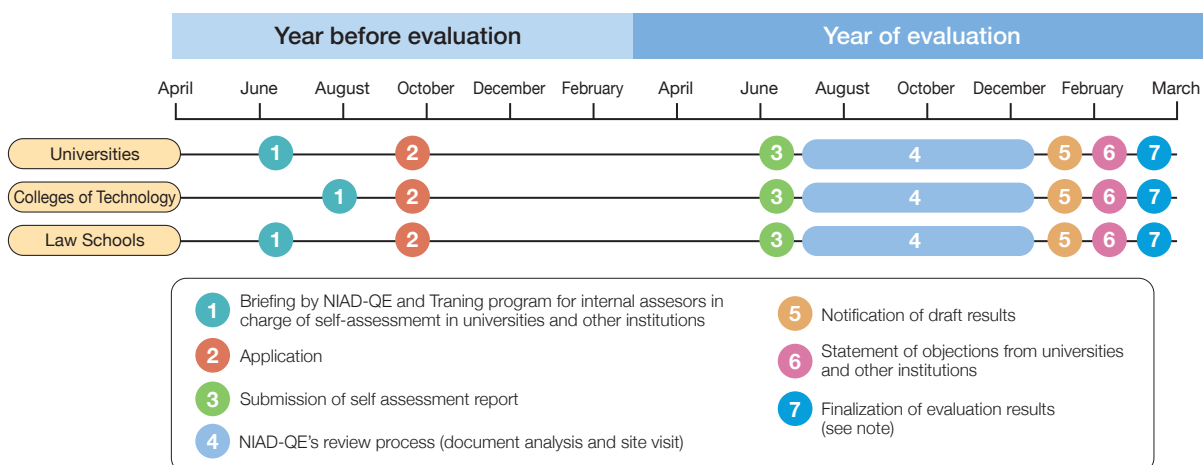 Year before evaluation Year of evaluation
April June August October December February April June August October December February March
Universities 1 2 3 4 5 6 7
Colleges of Technology 1 2 3 4 5 6 7
Law Schools 1 2 3 4 5 6 7
1 Briefing by NIAD-QE and Traning program for internal assesors in
charge of self-assessmemt in universities and other institutions
2 Application
3 Submission of self assessment report
4 NIAD-QE's review process (document analysis and site visit)
5 Notification of draft results
6 Statement of objections from universities
and other institutions
7 Finalization of evaluation results
(see note)